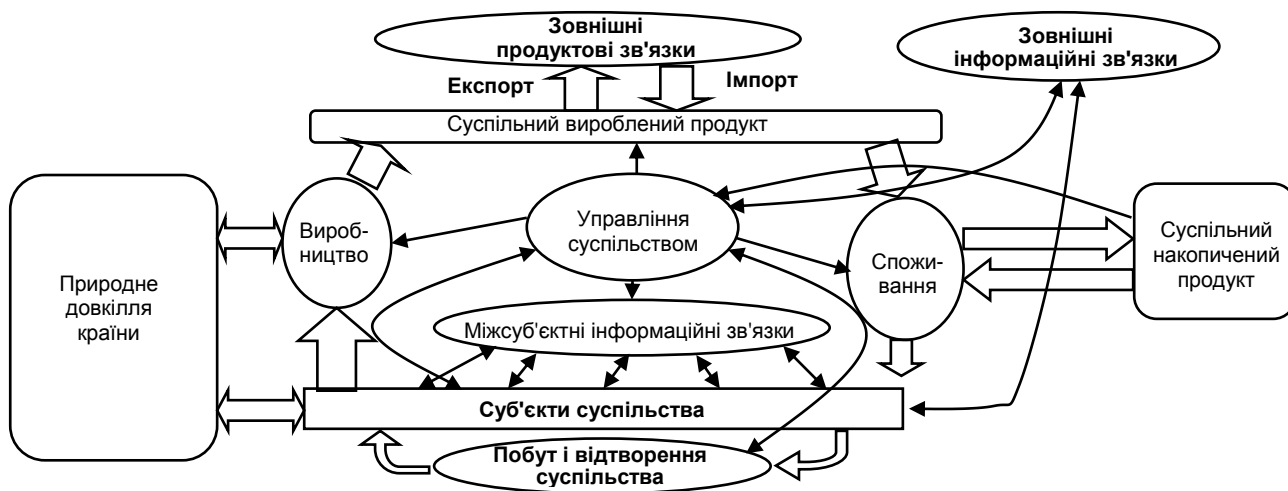 Зовнішні
продуктові зв'язки
Зовнішні
інформаційні зв'язки
Експорт
Імпорт
Суспільний вироблений продукт
Природне
довкілля
країни
Вироб-
ництво
Управління
суспільством
Спожи-
вання
Суспільний
накопичений
продукт
Міжсуб'єктні інформаційні зв'язки
Суб'єкти суспільства
Побут і відтворення
суспільства